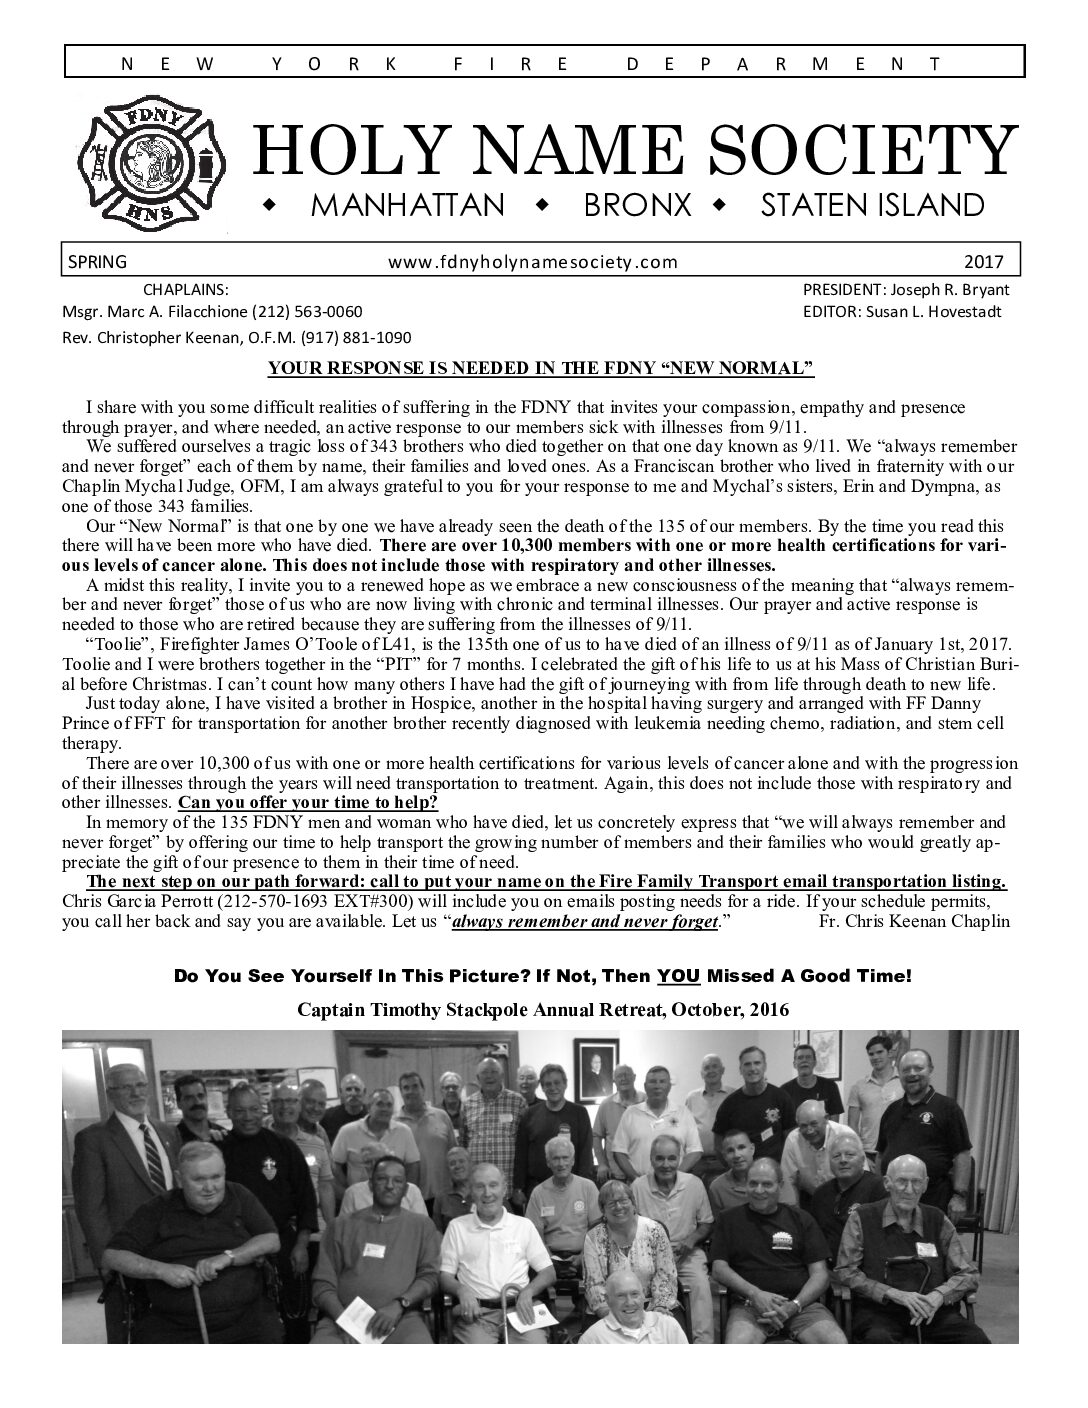 NEW YORK FIRE DEPARMENT
FDNY
HNS
HOLY NAME SOCIETY
◆ MANHATTAN ◆ BRONX ◆ STATEN ISLAND
SPRING www.fdnyholynamesociety.com 2017
CHAPLAINS: PRESIDENT: Joseph R. Bryant
Msgr. Marc A. Filacchione (212) 563-0060 EDITOR: Susan L. Hovestadt
Rev. Christopher Keenan, O.F.M. (917) 881-1090
YOUR RESPONSE IS NEEDED IN THE FDNY “NEW NORMAL”
I share with you some difficult realities of suffering in the FDNY that invites your compassion, empathy and presence
through prayer, and where needed, an active response to our members sick with illnesses from 9/11.
We suffered ourselves a tragic loss of 343 brothers who died together on that one day known as 9/11. We “always remember
and never forget” each of them by name, their families and loved ones. As a Franciscan brother who lived in fraternity with our
Chaplin Mychal Judge, OFM, I am always grateful to you for your response to me and Mychal’s sisters, Erin and Dympna, as
one of those 343 families.
Our “New Normal” is that one by one we have already seen the death of the 135 of our members. By the time you read this
there will have been more who have died. There are over 10,300 members with one or more health certifications for vari-
ous levels of cancer alone. This does not include those with respiratory and other illnesses.
A midst this reality, I invite you to a renewed hope as we embrace a new consciousness of the meaning that “always remem-
ber and never forget” those of us who are now living with chronic and terminal illnesses. Our prayer and active response is
needed to those who are retired because they are suffering from the illnesses of 9/11.
“Toolie”, Firefighter James O’Toole of L41, is the 135th one of us to have died of an illness of 9/11 as of January 1st, 2017.
Toolie and I were brothers together in the “PIT” for 7 months. I celebrated the gift of his life to us at his Mass of Christian Buri-
al before Christmas. I can’t count how many others I have had the gift of journeying with from life through death to new life.
Just today alone, I have visited a brother in Hospice, another in the hospital having surgery and arranged with FF Danny
Prince of FFT for transportation for another brother recently diagnosed with leukemia needing chemo, radiation, and stem cell
therapy.
There are over 10,300 of us with one or more health certifications for various levels of cancer alone and with the progression
of their illnesses through the years will need transportation to treatment. Again, this does not include those with respiratory and
other illnesses. Can you offer your time to help?
In memory of the 135 FDNY men and woman who have died, let us concretely express that “we will always remember and
never forget” by offering our time to help transport the growing number of members and their families who would greatly ap-
preciate the gift of our presence to them in their time of need.
The next step on our path forward: call to put your name on the Fire Family Transport email transportation listing.
Chris Garcia Perrott (212-570-1693 EXT#300) will include you on emails posting needs for a ride. If your schedule permits,
you call her back and say you are available. Let us “always remember and never forget.” Fr. Chris Keenan Chaplin
Do You See Yourself In This Picture? If Not, Then YOU Missed A Good Time!
Captain Timothy Stackpole Annual Retreat, October, 2016